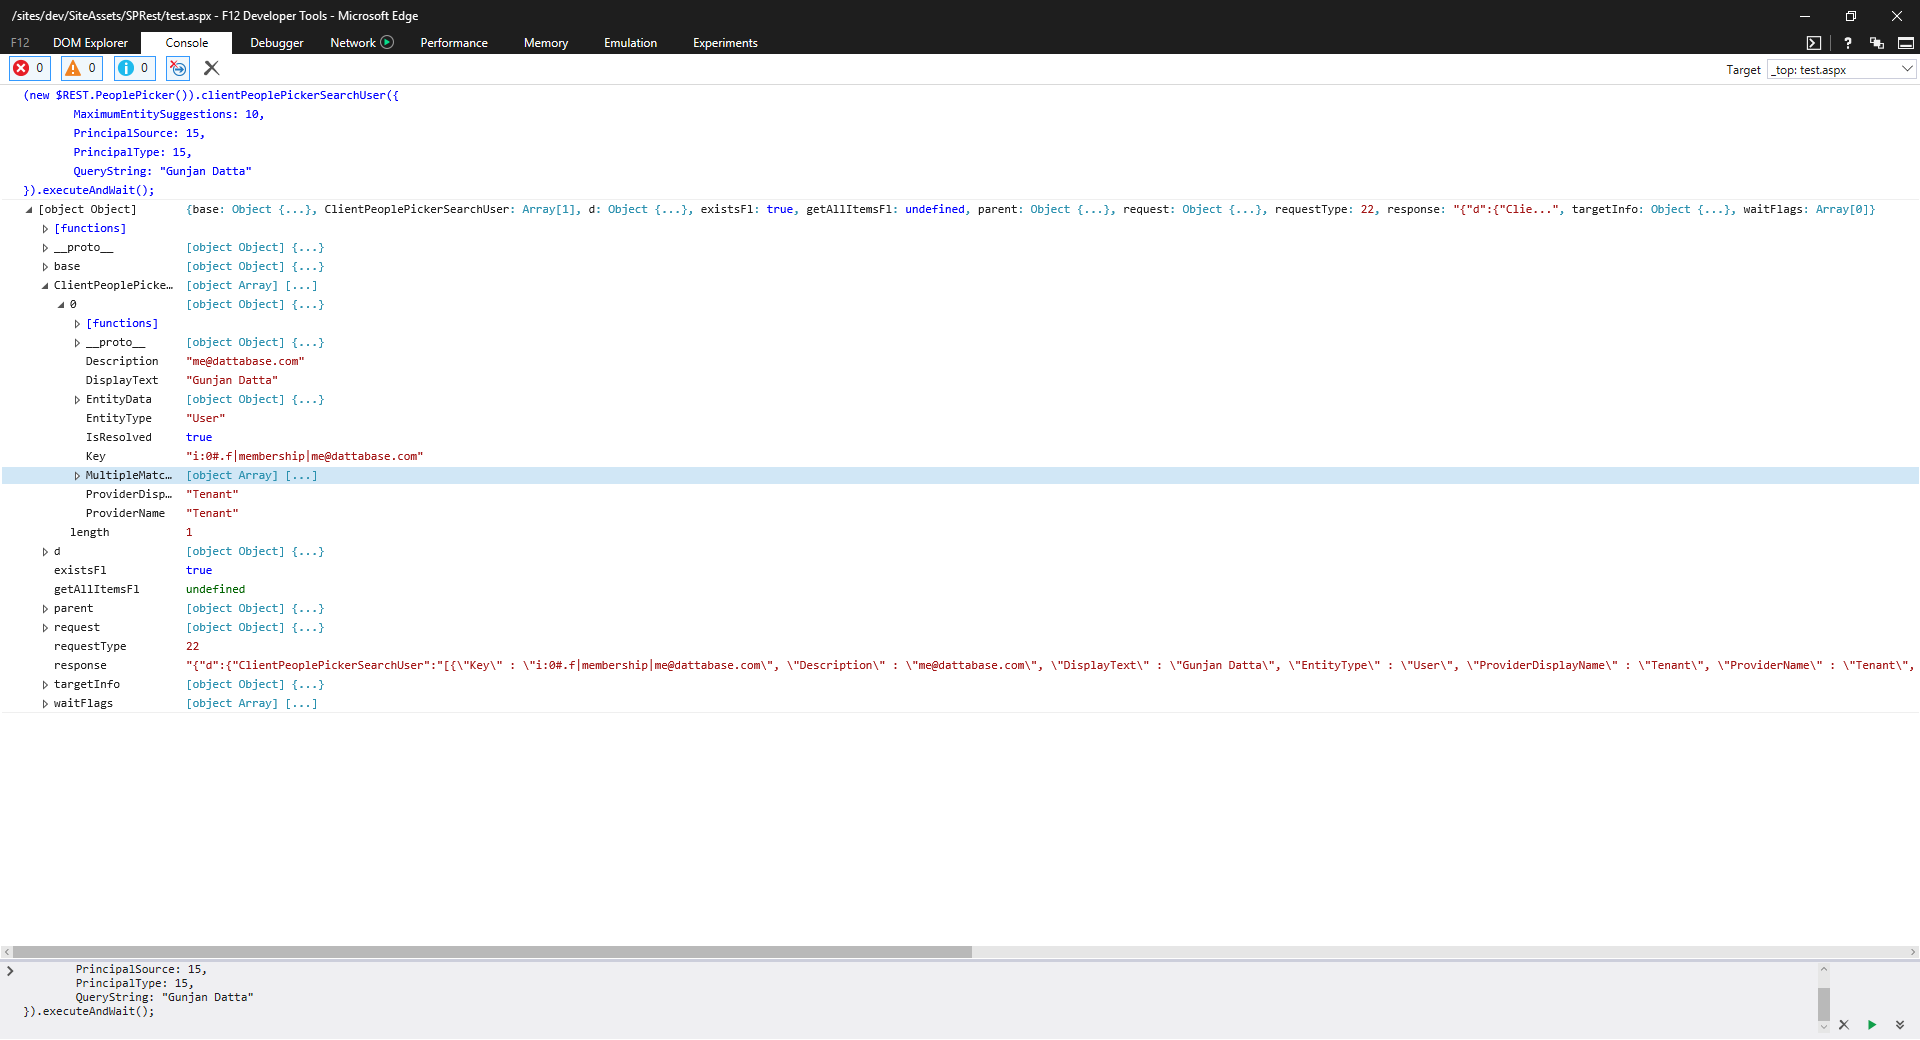 /sites/dev/SiteAssets/SPRest/test.aspx - F12 Developer Tools - Microsoft Edge
F12 DOM Explorer Console Debugger Network Performance Memory Emulation Experiments ?
0 0 0 Target _top: test.aspx
(new $REST.PeoplePicker()).clientPeoplePickerSearchUser({
MaximumEntitySuggestions: 10,
PrincipalSource: 15,
PrincipalType: 15,
QueryString: "Gunjan Datta"
}).executeAndWait();
[object Object] {base: Object {...}, ClientPeoplePickerSearchUser: Array[1], d: Object {...}, existsFl: true, getAllItemsFl: undefined, parent: Object {...}, request: Object {...}, requestType: 22, response: "{"d":{"Clie...", targetInfo: Object {...}, waitFlags: Array[0]}
[functions]
__proto__ [object Object] {...}
base [object Object] {...}
ClientPeoplePicke... [object Array] [...]
0 [object Object] {...}
[functions]
__proto__ [object Object] {...}
Description "me@dattabase.com"
DisplayText "Gunjan Datta"
EntityData [object Object] {...}
EntityType "User"
IsResolved true
Key "i:0#.f|membership|me@dattabase.com"
MultipleMatc... [object Array] [...]
ProviderDisp... "Tenant"
ProviderName "Tenant"
length 1
d [object Object] {...}
existsFl true
getAllItemsFl undefined
parent [object Object] {...}
request [object Object] {...}
requestType 22
response "{"d":{"ClientPeoplePickerSearchUser":"[{\"Key\" : \"i:0#.f|membership|me@dattabase.com\", \"Description\" : \"me@dattabase.com\", \"DisplayText\" : \"Gunjan Datta\", \"EntityType\" : \"User\", \"ProviderDisplayName\" : \"Tenant\", \"ProviderName\" : \"Tenant\",
targetInfo [object Object] {...}
waitFlags [object Array] [...]
PrincipalSource: 15,
PrincipalType: 15,
QueryString: "Gunjan Datta"
}).executeAndWait();